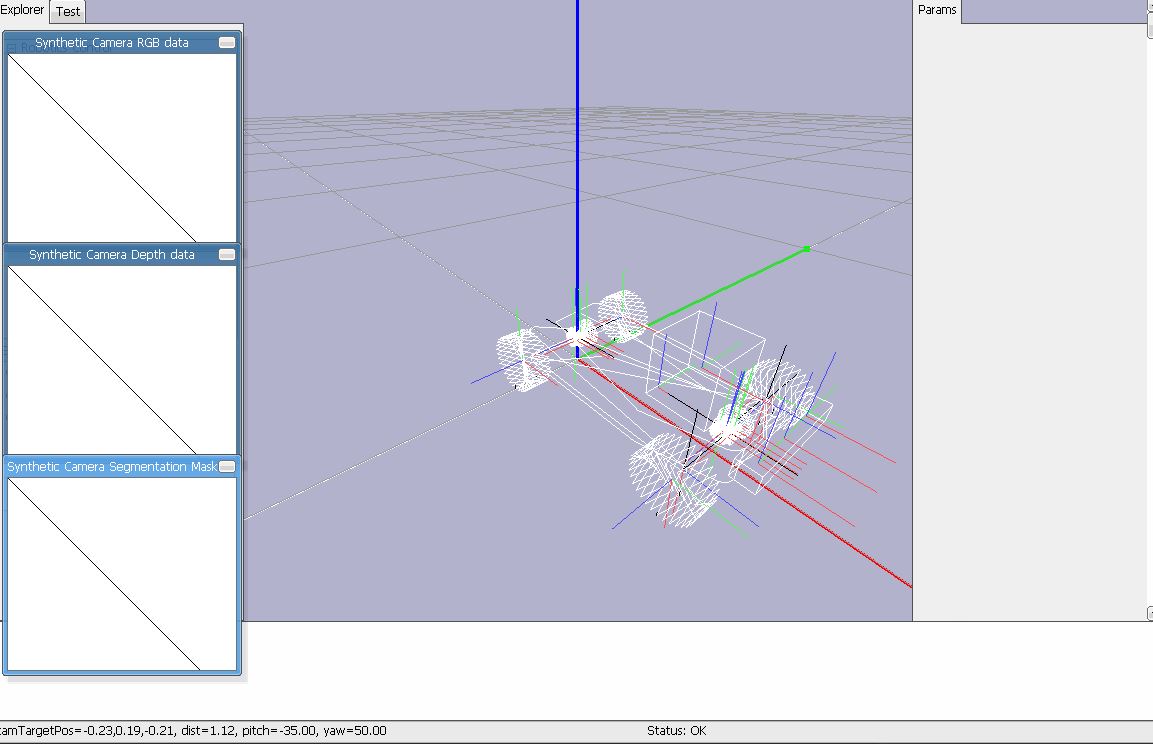 Explorer
Test
Params
Synthetic Camera RGB data
Synthetic Camera Depth data
Synthetic Camera Segmentation Mask
camTargetPos=-0.23,0.19,-0.21, dist=1.12, pitch=-35.00, yaw=50.00
Status: OK